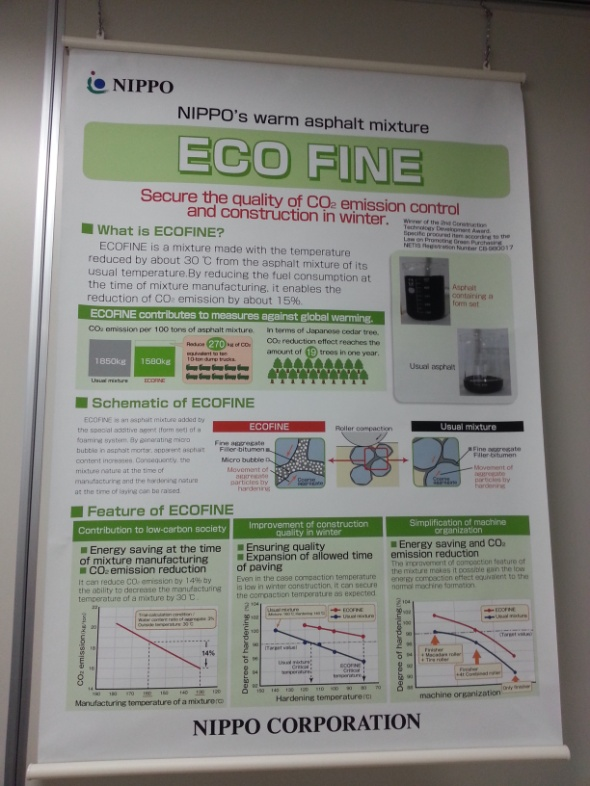 NIPPO
NIPPO's warm asphalt mixture
ECO FINE
Secure the quality of CO₂ emission control
and construction in winter.
Winner of the 2nd Construction
Technology Development Award
Specific procured item according to the
Law on Promoting Green Purchasing
NETIS Registration Number
What is ECOFINE?
ECOFINE is a mixture made with the temperature
reduced by about 30℃ from the asphalt mixture of its
usual temperature.By reducing the fuel consumption at
the time of mixture manufacturing, it enables the
reduction of CO₂ emission by about 15%.
Asphalt
containing a
form set
Usual asphalt
ECOFINE contributes to measures against global warming.
CO₂ emission per 100 tons of asphalt mixture.
1850kg
1580kg
Usual mixture
ECOFINE
Reduce 270 kg of CO₂
equivalent to ten
10-ton dump trucks.
In terms of Japanese cedar tree,
CO₂ reduction effect reaches the
amount of 19 trees in one year.
Schematic of ECOFINE
ECOFINE is an asphalt mixture added by
the special additive agent (form set) of a
foaming system. By generating micro
bubble in asphalt mortar, apparent asphalt
content increases. Consequently, the
mixture nature at the time of
manufacturing and the hardening nature
at the time of laying can be raised.
ECOFINE
Fine aggregate
Filler-bitumen
Micro bubble
Movement of
aggregate
particles by
hardening
Coarse
aggregate
Roller compaction
Usual mixture
Fine aggregate
Filler-bitumen
Movement of
aggregate
particles by
hardening
Coarse
aggregate
Feature of ECOFINE
Contribution to low-carbon society
Energy saving at the time
of mixture manufacturing
CO₂ emission reduction
It can reduce CO₂ emission by 14% by
the ability to decrease the manufacturing
temperature of a mixture by 30℃.
CO₂ emission(kg/ton)
Trial calculation condition:
Water content ratio of aggregate: 3%
Outside temperature: 20℃
14%
Manufacturing temperature of a mixture(℃)
Improvement of construction
quality in winter
Ensuring quality
Expansion of allowed time
of paving
Even in the case compaction temperature
is low in winter construction, it can secure
the compaction temperature as expected.
Degree of hardening (%)
Usual mixture
ECOFINE
Usual mixture
(Target value)
Usual mixture
Critical
temperature
ECOFINE
Critical
temperature
Hardening temperature(℃)
Simplification of machine
organization
Energy saving and CO₂
emission reduction
The improvement of compaction feature of
the mixture makes it possible gain the low
energy compaction effect equivalent to the
normal machine formation.
Degree of hardening (%)
ECOFINE
Usual mixture
(Target value)
Finisher
+ Macadam roller
+ Tire roller
Finisher
Only finisher
machine organization
NIPPO CORPORATION